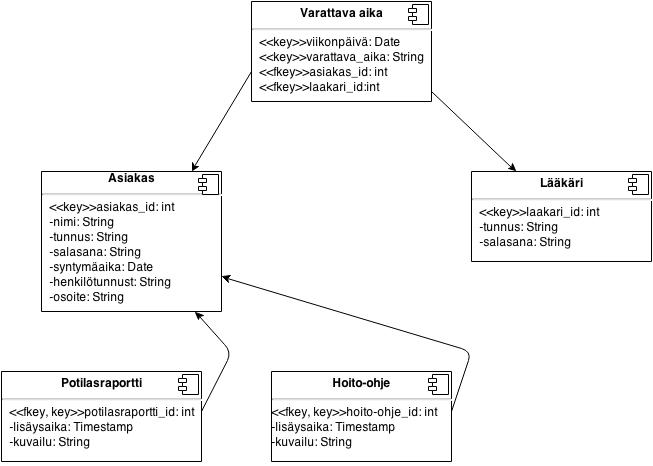 Varattava aika
<<key>>viikonpäivä: Date
<<key>>varattava_aika: String
<<fkey>>asiakas_id: int
<<fkey>>laakari_id:int
Asiakas
<<key>>asiakas_id: int
-nimi: String
-tunnus: String
-salasana: String
-syntymäaika: Date
-henkilötunnust: String
-osoite: String
Lääkäri
<<key>>laakari_id: int
-tunnus: String
-salasana: String
Potilasraportti
<<fkey, key>>potilasraportti_id: int
-lisäysaika: Timestamp
-kuvailu: String
Hoito-ohje
<<fkey, key>>hoito-ohje_id: int
-lisäysaika: Timestamp
-kuvailu: String